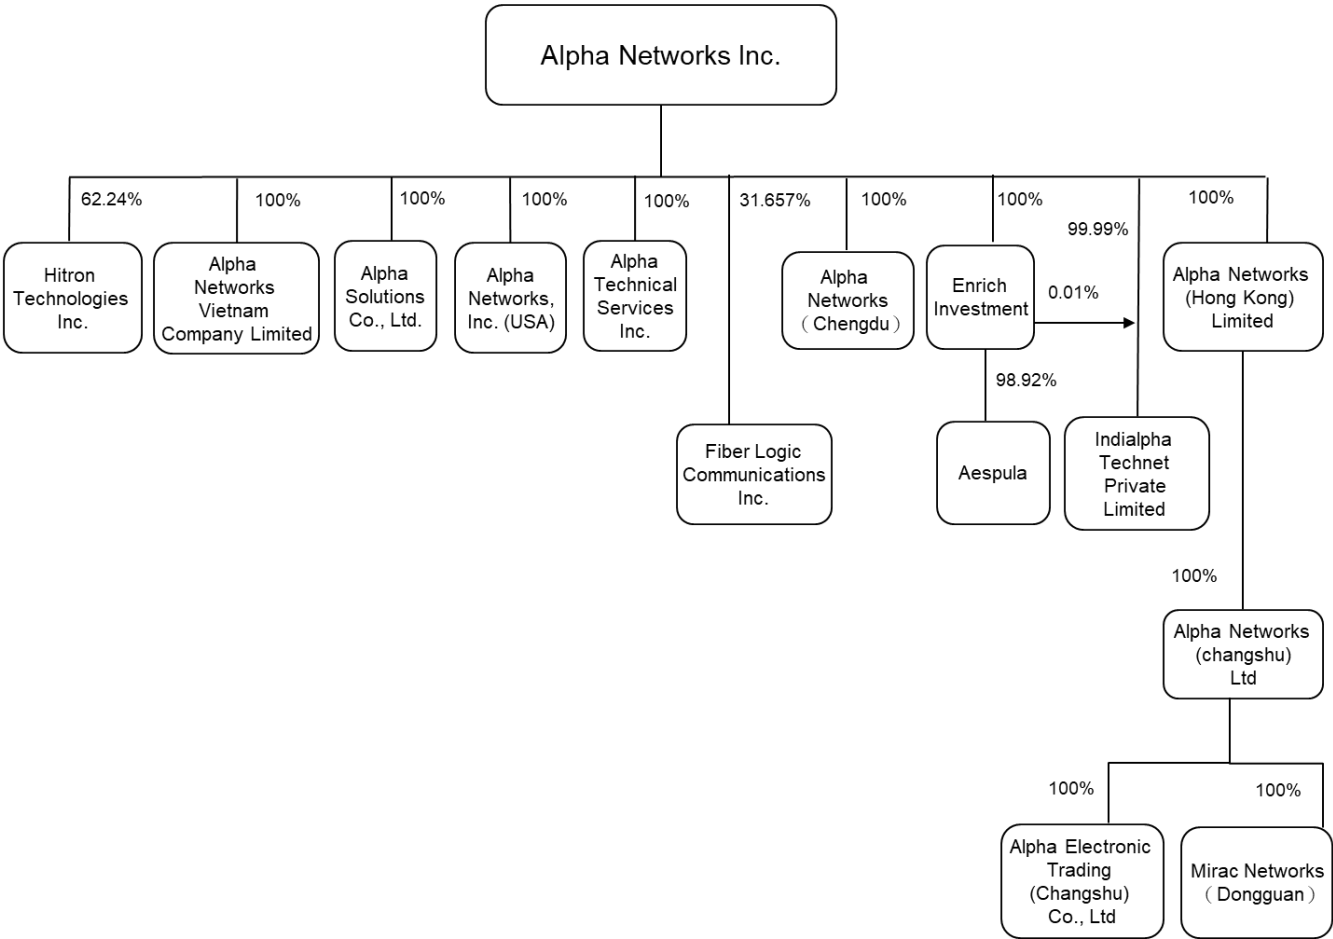 Alpha Networks Inc.
62.24%
100%
100%
100%
100%
31.657%
100%
100%
99.99%
100%
Hitron
Technologies
Inc.
Alpha
Networks
Vietnam
Company Limited
Alpha
Solutions
Co., Ltd.
Alpha
Networks,
Inc. (USA)
Alpha
Technical
Services
Inc.
Alpha
Networks
（Chengdu）
Enrich
Investment
0.01%
Alpha Networks
(Hong Kong)
Limited
98.92%
Fiber Logic
Communications
Inc.
Aespula
Indialpha
Technet
Private
Limited
100%
Alpha Networks
(changshu)
Ltd
100%
100%
Alpha Electronic
Trading
(Changshu)
Co., Ltd
Mirac Networks
（Dongguan）